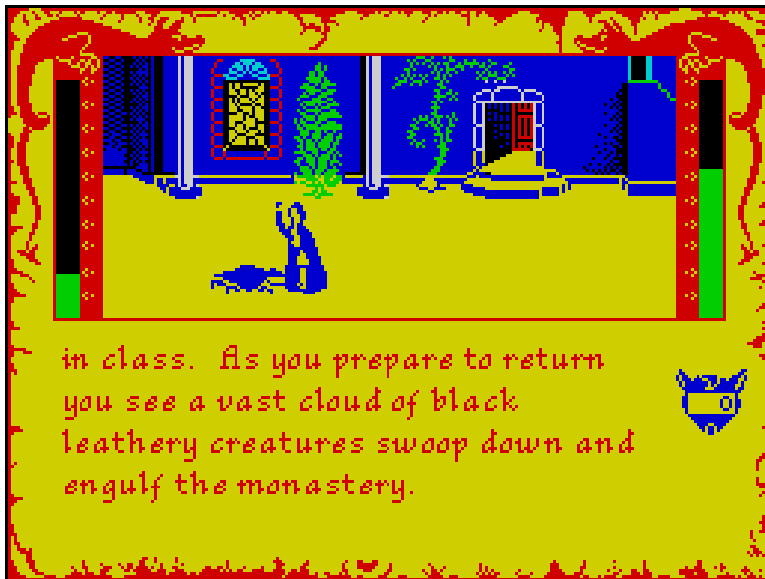 in class.  As you prepare to return
you see a vast cloud of black
leathery creatures swoop down and
engulf the monastery.
0